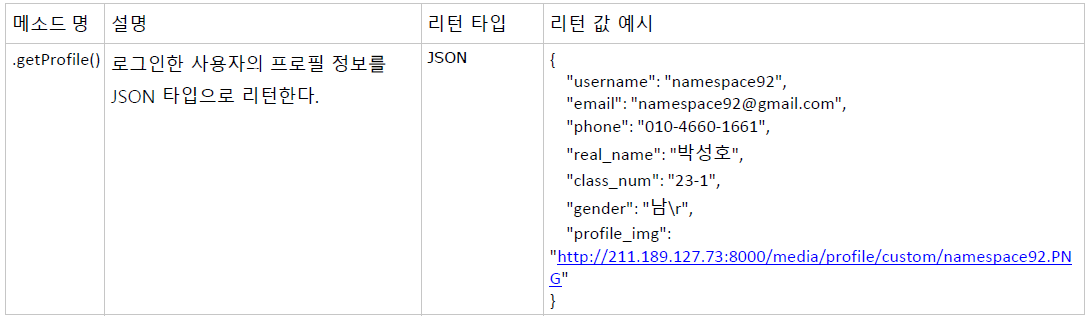 메소드 명 설명 리턴 타입 리턴 값 예시
.getProfile() 로그인한 사용자의 프로필 정보를 JSON {
JSON 타입으로 리턴한다.
"username": "namespace92",
"email": "namespace92@gmail.com",
"phone": "010-4660-1661",
"real_name": "박성호",
"class_num": "23-1",
"gender": "남\r",
"profile_img":
"http://211.189.127.73:8000/media/profile/custom/namespace92.PN
G"
}